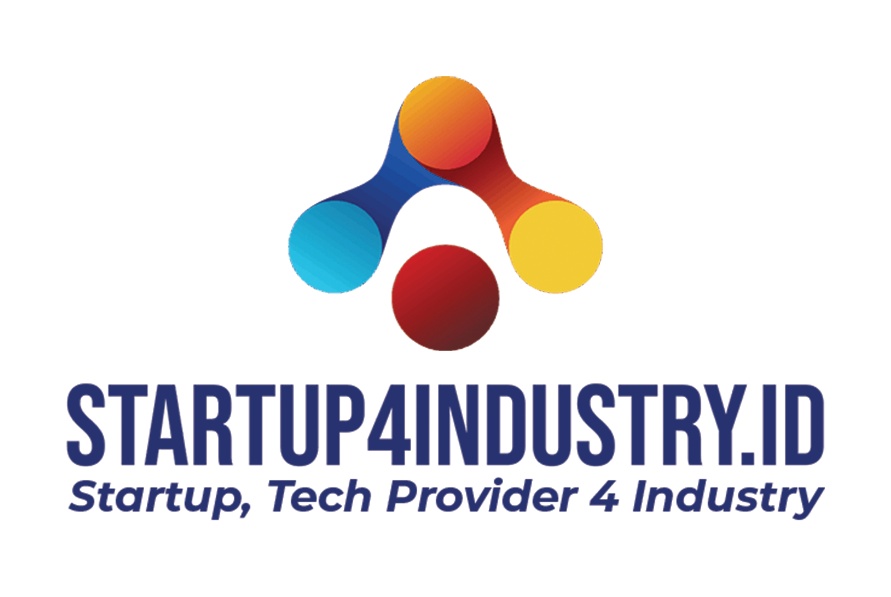 STARTUP4INDUSTRY.ID
Startup, Tech Provider 4 Industry